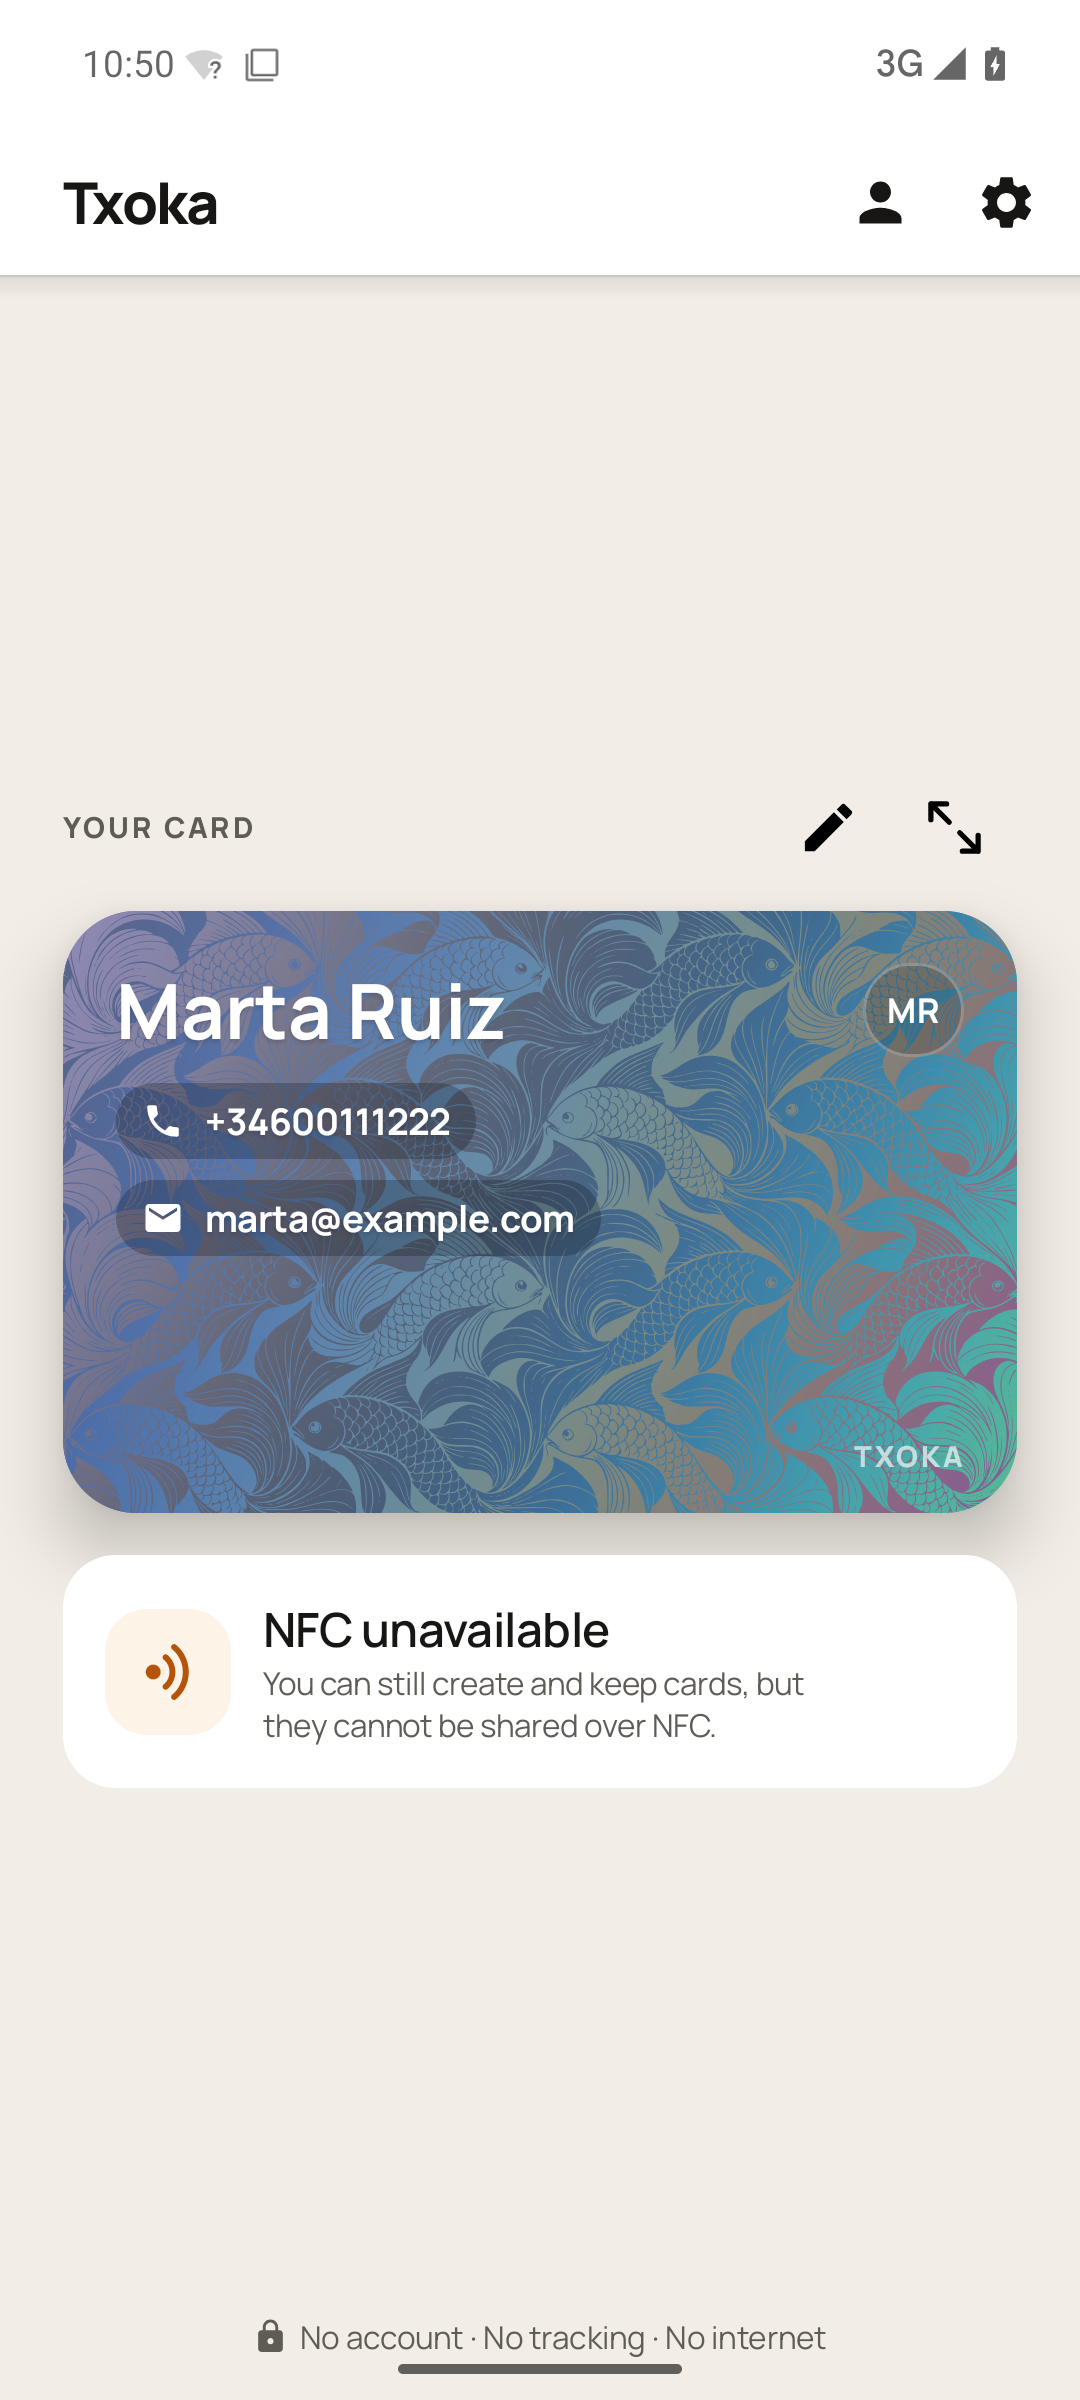 10:50
3G
Txoka
YOUR CARD
Marta Ruiz
MR
+34600111222
marta@example.com
TXOKA
NFC unavailable
You can still create and keep cards, but
they cannot be shared over NFC.
No account · No tracking · No internet